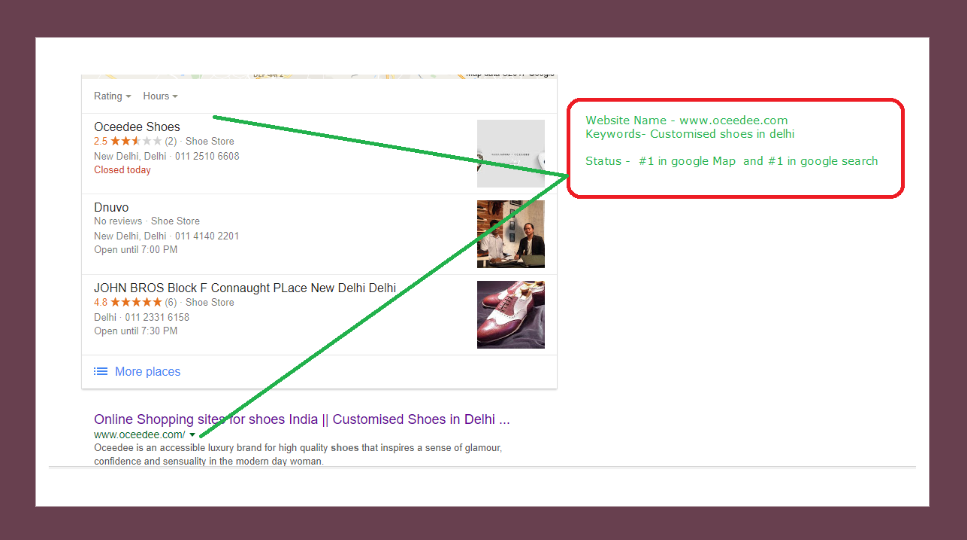 Rating Hours
Oceedee Shoes
2.5 (2) · Shoe Store
New Delhi, Delhi · 011 2510 6608
Closed today
Dnuvo
No reviews · Shoe Store
New Delhi, Delhi · 011 4140 2201
Open until 7:00 PM
JOHN BROS Block F Connaught PLace New Delhi Delhi
4.8 (6) · Shoe Store
Delhi · 011 2331 6158
Open until 7:30 PM
More places
Online Shopping sites for shoes India || Customised Shoes in Delhi ...
www.oceedee.com/
Oceedee is an accessible luxury brand for high quality shoes that inspires a sense of glamour,
confidence and sensuality in the modern day woman.
Website Name - www.oceedee.com
Keywords- Customised shoes in delhi
Status - #1 in google Map and #1 in google search